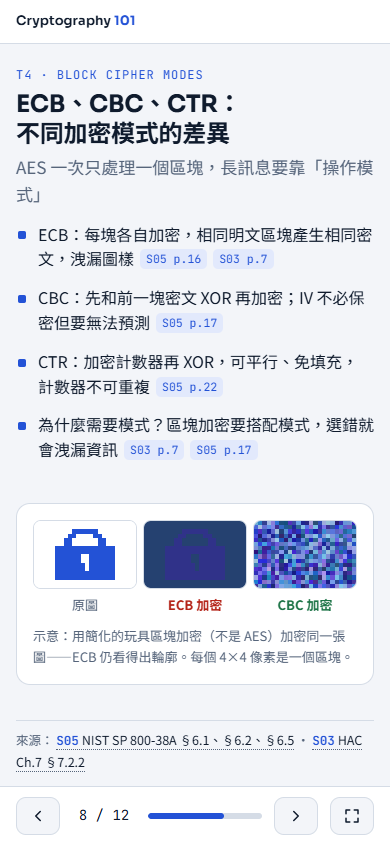 Cryptography 101
T4 · BLOCK CIPHER MODES
ECB、CBC、CTR：
不同加密模式的差異
AES 一次只處理一個區塊，長訊息要靠「操作模
式」
ECB：每塊各自加密，相同明文區塊產生相同密
文，洩漏圖樣 S05 p.16 S03 p.7
CBC：先和前一塊密文 XOR 再加密；IV 不必保
密但要無法預測 S05 p.17
CTR：加密計數器再 XOR，可平行、免填充，
計數器不可重複 S05 p.22
為什麼需要模式？區塊加密要搭配模式，選錯就
會洩漏資訊 S03 p.7 S05 p.17
原圖 ECB 加密 CBC 加密
示意：用簡化的玩具區塊加密（不是 AES）加密同一張
圖——ECB 仍看得出輪廓。每個 4×4 像素是一個區塊。
來源： S05 NIST SP 800-38A §6.1、§6.2、§6.5 · S03 HAC
Ch.7 §7.2.2
8 / 12